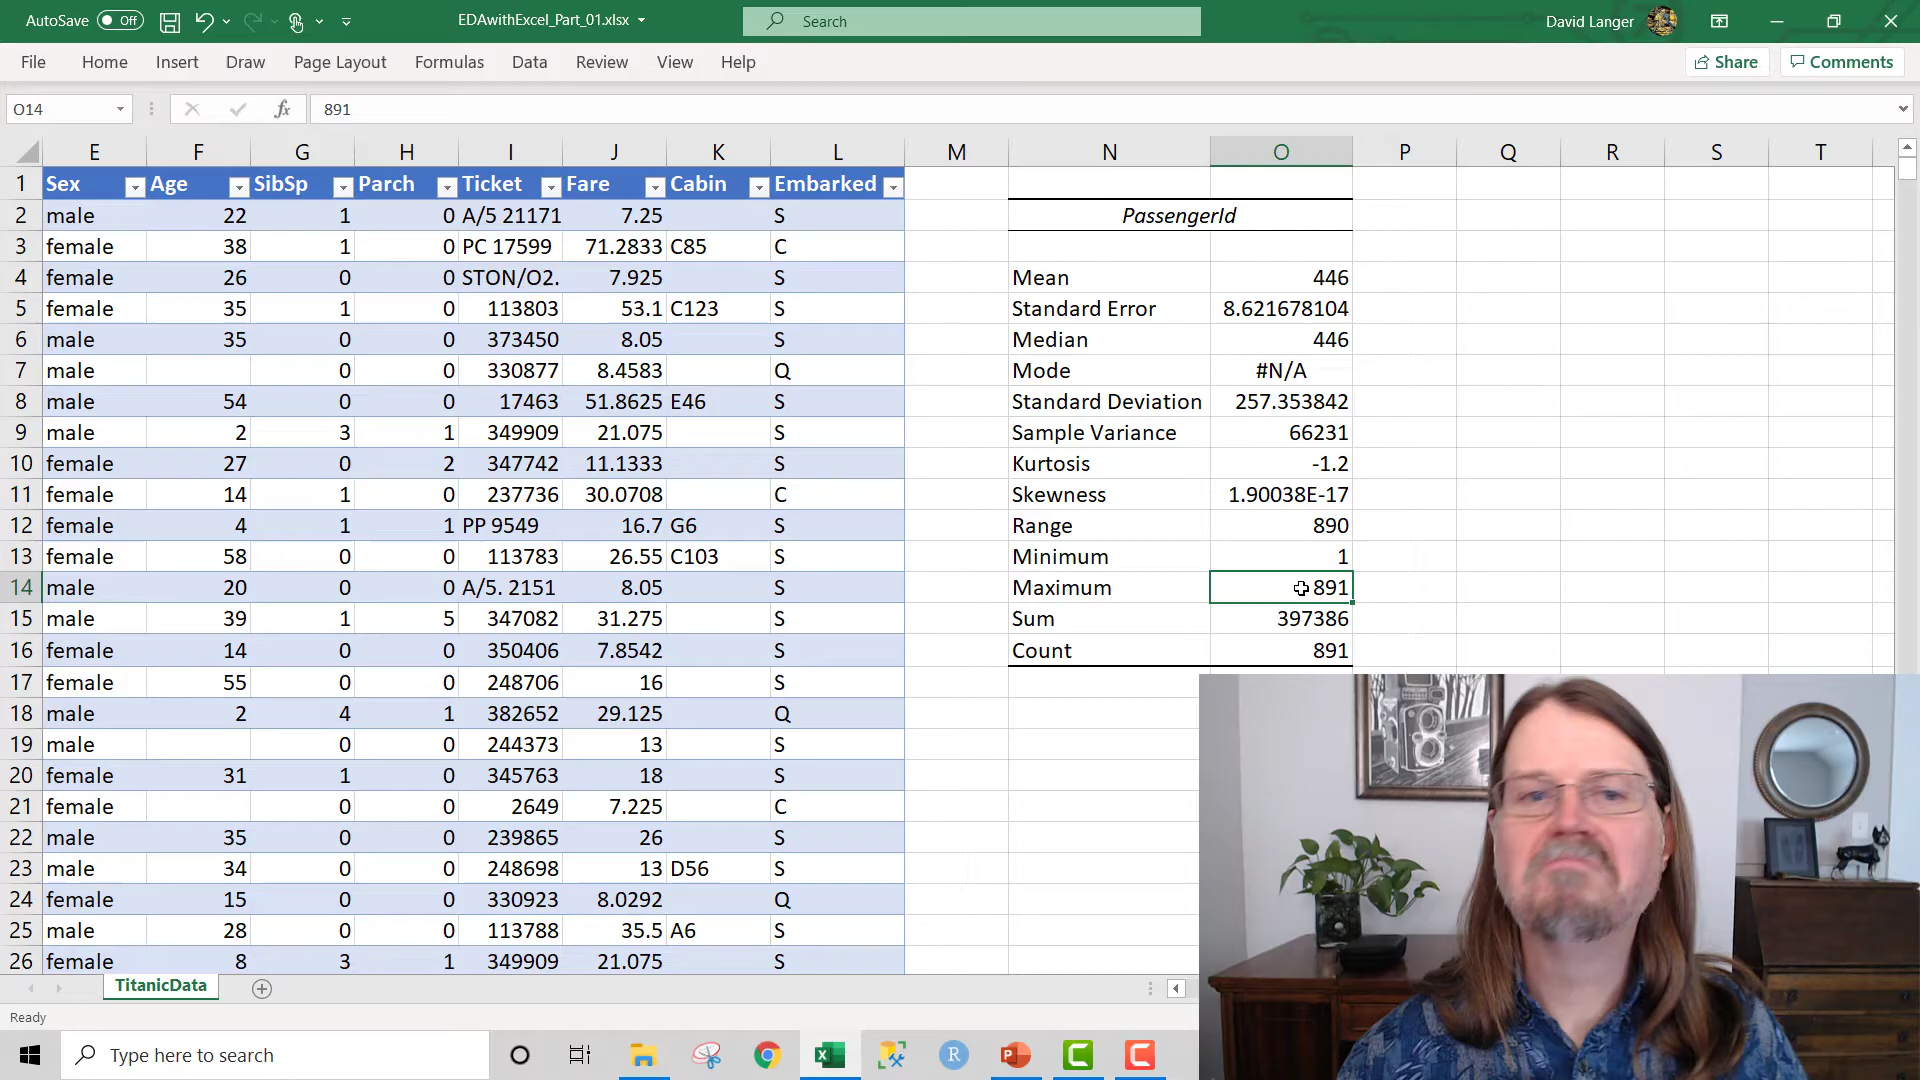 AutoSave Off EDAwithExcel_Part_01.xlsx Search David Langer
File Home Insert Draw Page Layout Formulas Data Review View Help Share Comments
O14 fx 891
E F G H I J K L M N O P Q R S T
1 Sex Age SibSp Parch Ticket Fare Cabin Embarked
2 male 22 1 0 A/5 21171 7.25 S PassengerId
3 female 38 1 0 PC 17599 71.2833 C85 C
4 female 26 0 0 STON/O2. 7.925 S Mean 446
5 female 35 1 0 113803 53.1 C123 S Standard Error 8.621678104
6 male 35 0 0 373450 8.05 S Median 446
7 male 0 0 330877 8.4583 Q Mode #N/A
8 male 54 0 0 17463 51.8625 E46 S Standard Deviation 257.353842
9 male 2 3 1 349909 21.075 S Sample Variance 66231
10 female 27 0 2 347742 11.1333 S Kurtosis -1.2
11 female 14 1 0 237736 30.0708 C Skewness 1.90038E-17
12 female 4 1 1 PP 9549 16.7 G6 S Range 890
13 female 58 0 0 113783 26.55 C103 S Minimum 1
14 male 20 0 0 A/5. 2151 8.05 S Maximum 891
15 male 39 1 5 347082 31.275 S Sum 397386
16 female 14 0 0 350406 7.8542 S Count 891
17 female 55 0 0 248706 16 S
18 male 2 4 1 382652 29.125 Q
19 male 0 0 244373 13 S
20 female 31 1 0 345763 18 S
21 female 0 0 2649 7.225 C
22 male 35 0 0 239865 26 S
23 male 34 0 0 248698 13 D56 S
24 female 15 0 0 330923 8.0292 Q
25 male 28 0 0 113788 35.5 A6 S
26 female 8 3 1 349909 21.075 S
TitanicData
Ready
Type here to search